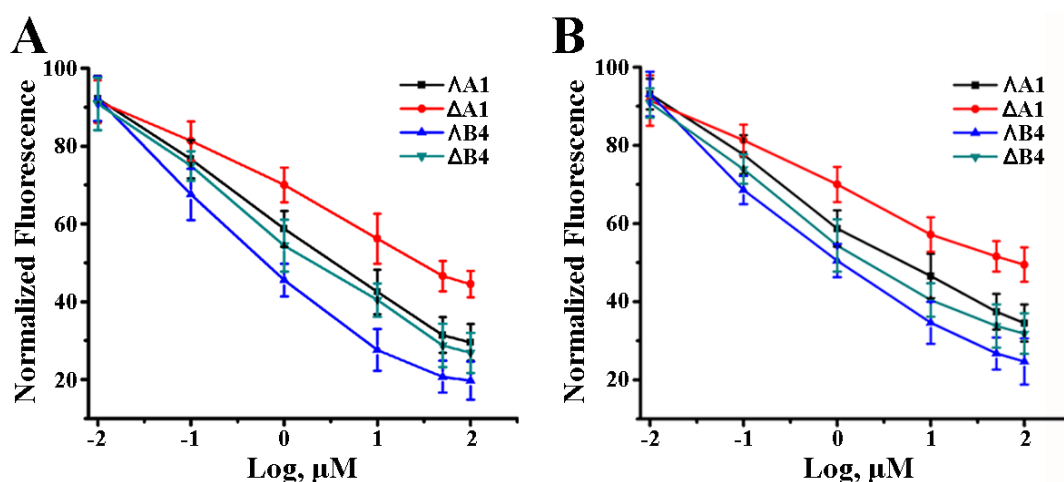 A
Normalized Fluorescence
100
80
60
40
20
-2 -1 0 1 2
Log, μM
ΛA1
ΔA1
ΛB4
ΔB4
B
Normalized Fluorescence
100
80
60
40
20
-2 -1 0 1 2
Log, μM
ΛA1
ΔA1
ΛB4
ΔB4